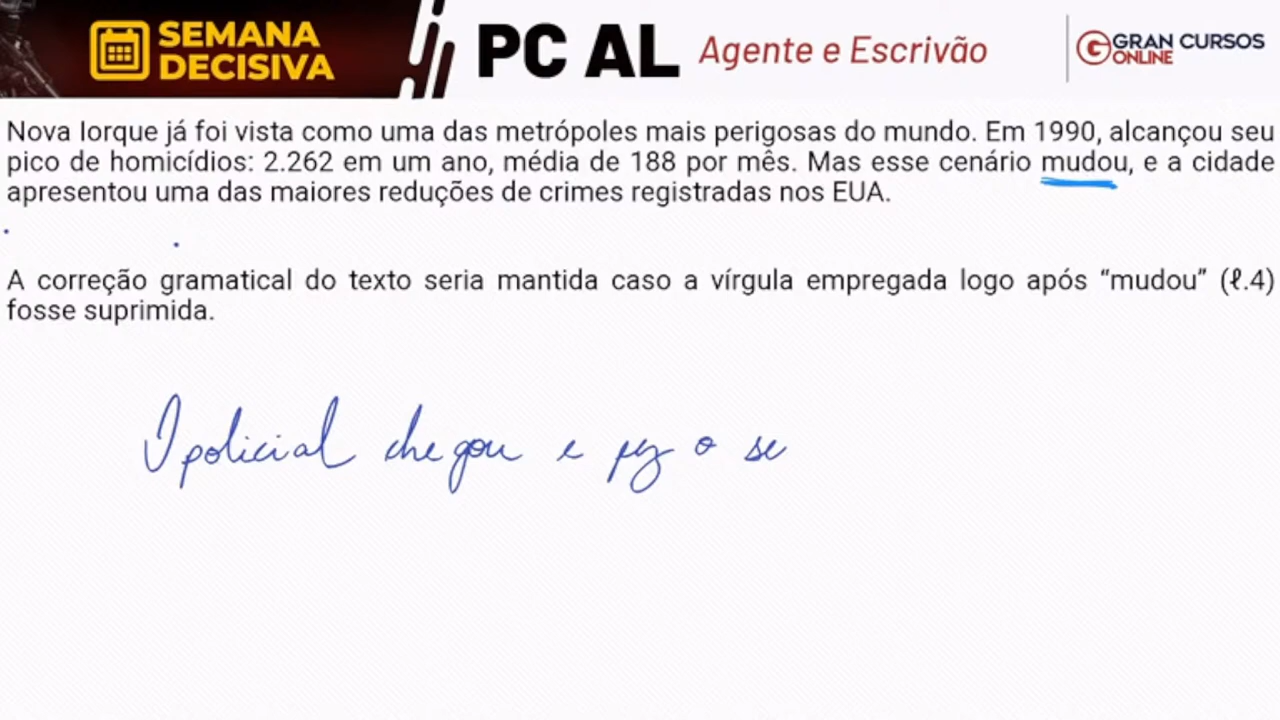 SEMANA
DECISIVA
PC AL Agente e Escrivão
GRAN CURSOS
ONLINE
Nova Iorque já foi vista como uma das metrópoles mais perigosas do mundo. Em 1990, alcançou seu
pico de homicídios: 2.262 em um ano, média de 188 por mês. Mas esse cenário mudou, e a cidade
apresentou uma das maiores reduções de crimes registradas nos EUA.
A correção gramatical do texto seria mantida caso a vírgula empregada logo após “mudou” (ℓ.4)
fosse suprimida.
O policial chegou e fez o se